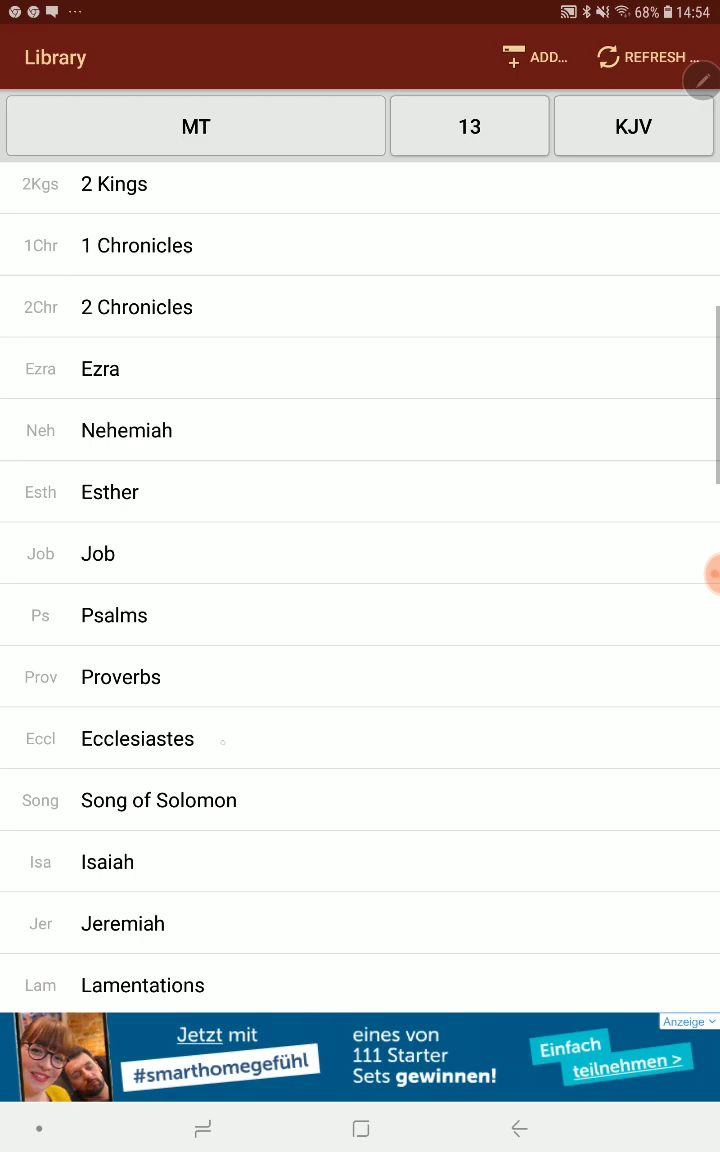 68% 14:54
Library ADD... REFRESH ...
MT 13 KJV
2Kgs 2 Kings
1Chr 1 Chronicles
2Chr 2 Chronicles
Ezra Ezra
Neh Nehemiah
Esth Esther
Job Job
Ps Psalms
Prov Proverbs
Eccl Ecclesiastes
Song Song of Solomon
Isa Isaiah
Jer Jeremiah
Lam Lamentations
Anzeige
Jetzt mit
#smarthomegefühl
eines von
111 Starter
Sets gewinnen!
Einfach
teilnehmen >